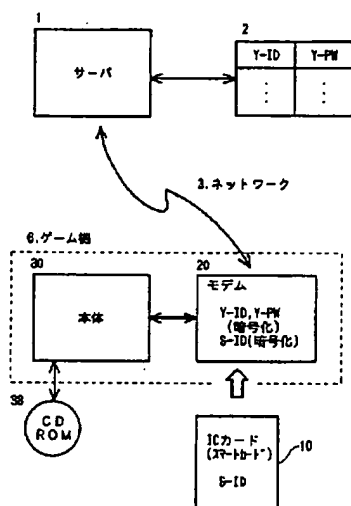 1
サーバ
2
Y-ID Y-PW
⋮ ⋮
3.ネットワーク
6.ゲーム機
30
本体
20
モデム
Y-ID,Y-PW
(暗号化)
S-ID(暗号化)
38
CD
ROM
ICカード
(スマートカード)
S-ID
10